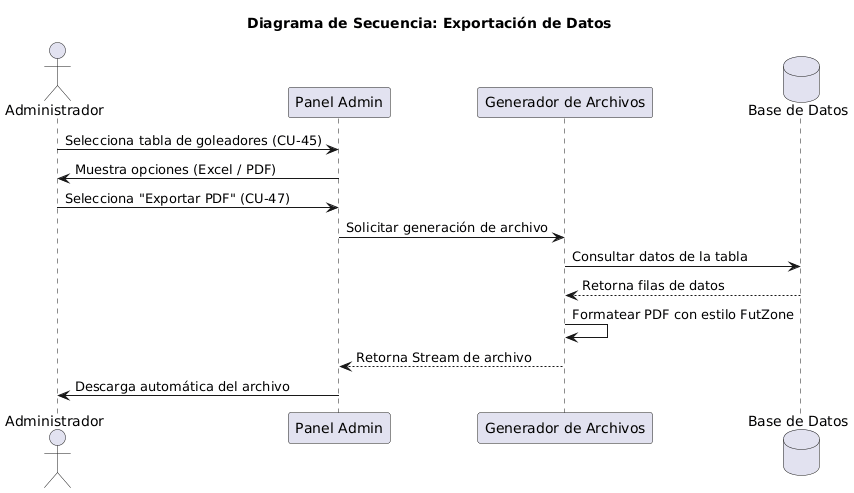 Diagrama de Secuencia: Exportación de Datos
Administrador
Panel Admin
Generador de Archivos
Base de Datos
Selecciona tabla de goleadores (CU-45)
Muestra opciones (Excel / PDF)
Selecciona "Exportar PDF" (CU-47)
Solicitar generación de archivo
Consultar datos de la tabla
Retorna filas de datos
Formatear PDF con estilo FutZone
Retorna Stream de archivo
Descarga automática del archivo
Administrador
Panel Admin
Generador de Archivos
Base de Datos